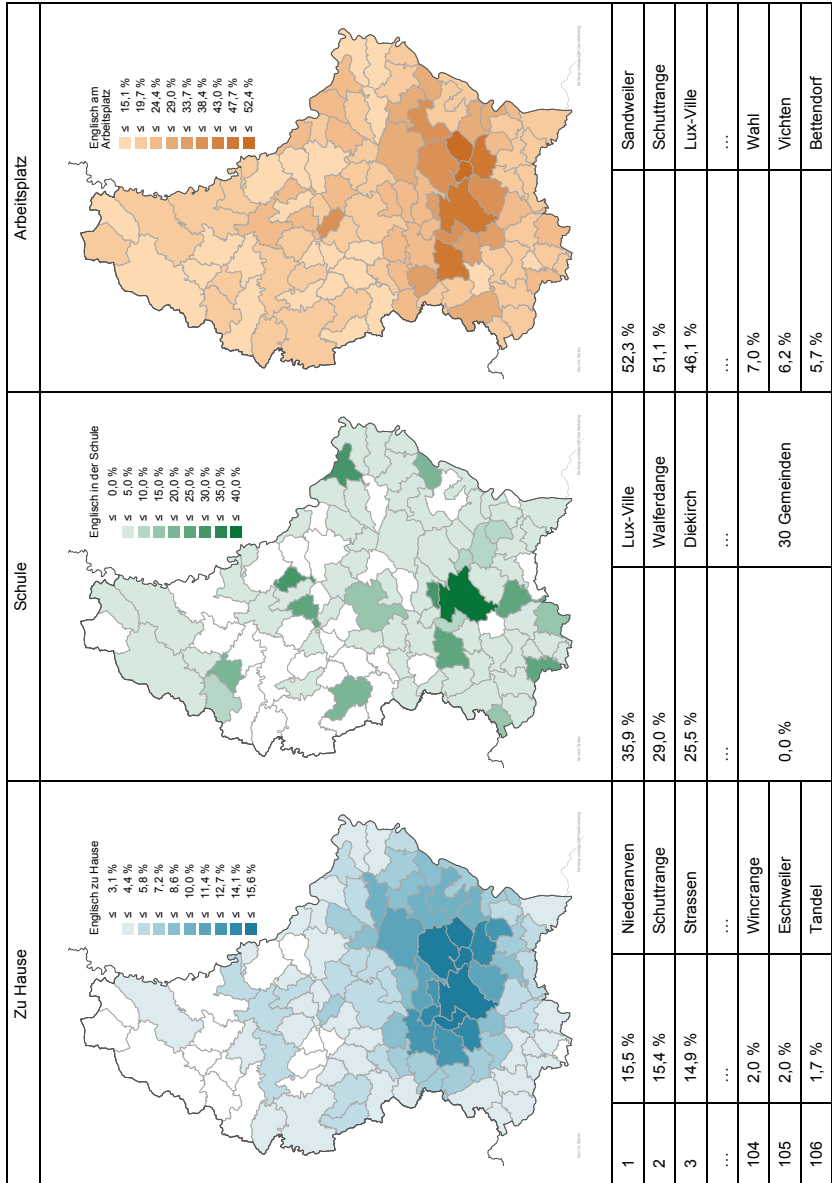 Zu Hause
Schule
Arbeitsplatz
Englisch zu Hause
≤ 3,1 %
≤ 4,4 %
≤ 5,8 %
≤ 7,2 %
≤ 8,6 %
≤ 10,0 %
≤ 11,4 %
≤ 12,7 %
≤ 14,1 %
≤ 15,6 %
Englisch in der Schule
≤ 0,0 %
≤ 5,0 %
≤ 10,0 %
≤ 15,0 %
≤ 20,0 %
≤ 25,0 %
≤ 30,0 %
≤ 35,0 %
≤ 40,0 %
Englisch am
Arbeitsplatz
≤ 15,1 %
≤ 19,7 %
≤ 24,4 %
≤ 29,0 %
≤ 33,7 %
≤ 38,4 %
≤ 43,0 %
≤ 47,7 %
≤ 52,4 %
1 15,5 % Niederanven 35,9 % Lux-Ville 52,3 % Sandweiler
2 15,4 % Schuttrange 29,0 % Walferdange 51,1 % Schuttrange
3 14,9 % Strassen 25,5 % Diekirch 46,1 % Lux-Ville
… … … … … … …
104 2,0 % Wincrange 0,0 % 30 Gemeinden 7,0 % Wahl
105 2,0 % Eschweiler 6,2 % Vichten
106 1,7 % Tandel 5,7 % Bettendorf